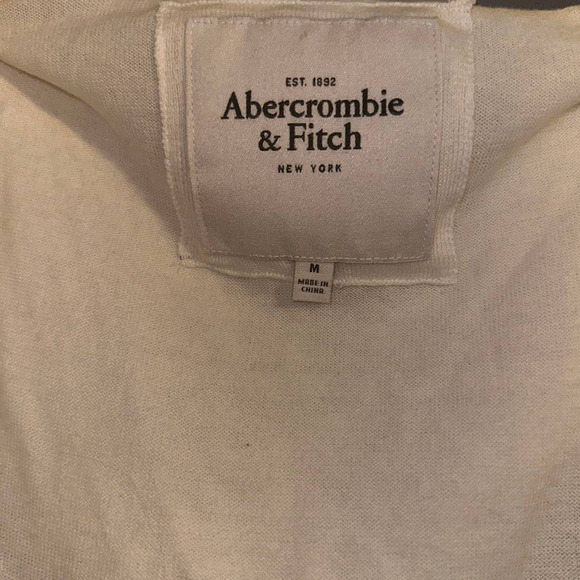 EST. 1892
Abercrombie
& Fitch
NEW YORK
M
MADE IN
CHINA